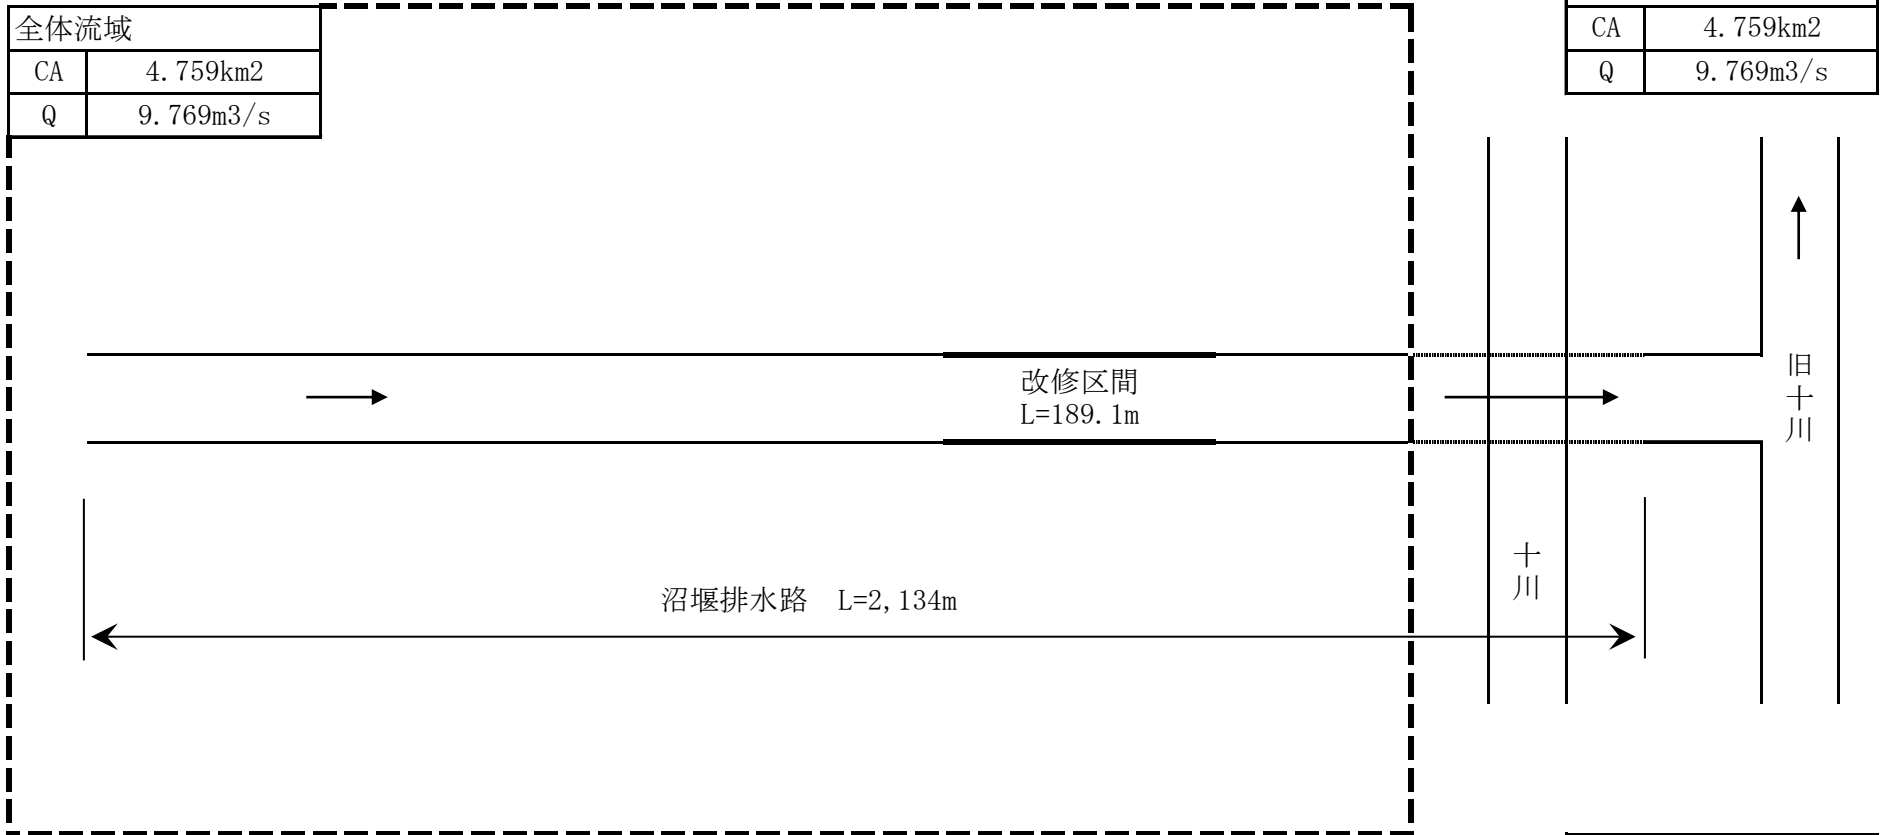 全体流域
CA 4.759km2
Q 9.769m3/s
CA 4.759km2
Q 9.769m3/s
改修区間
L=189.1m
旧十川
十川
沼堰排水路　L=2,134m